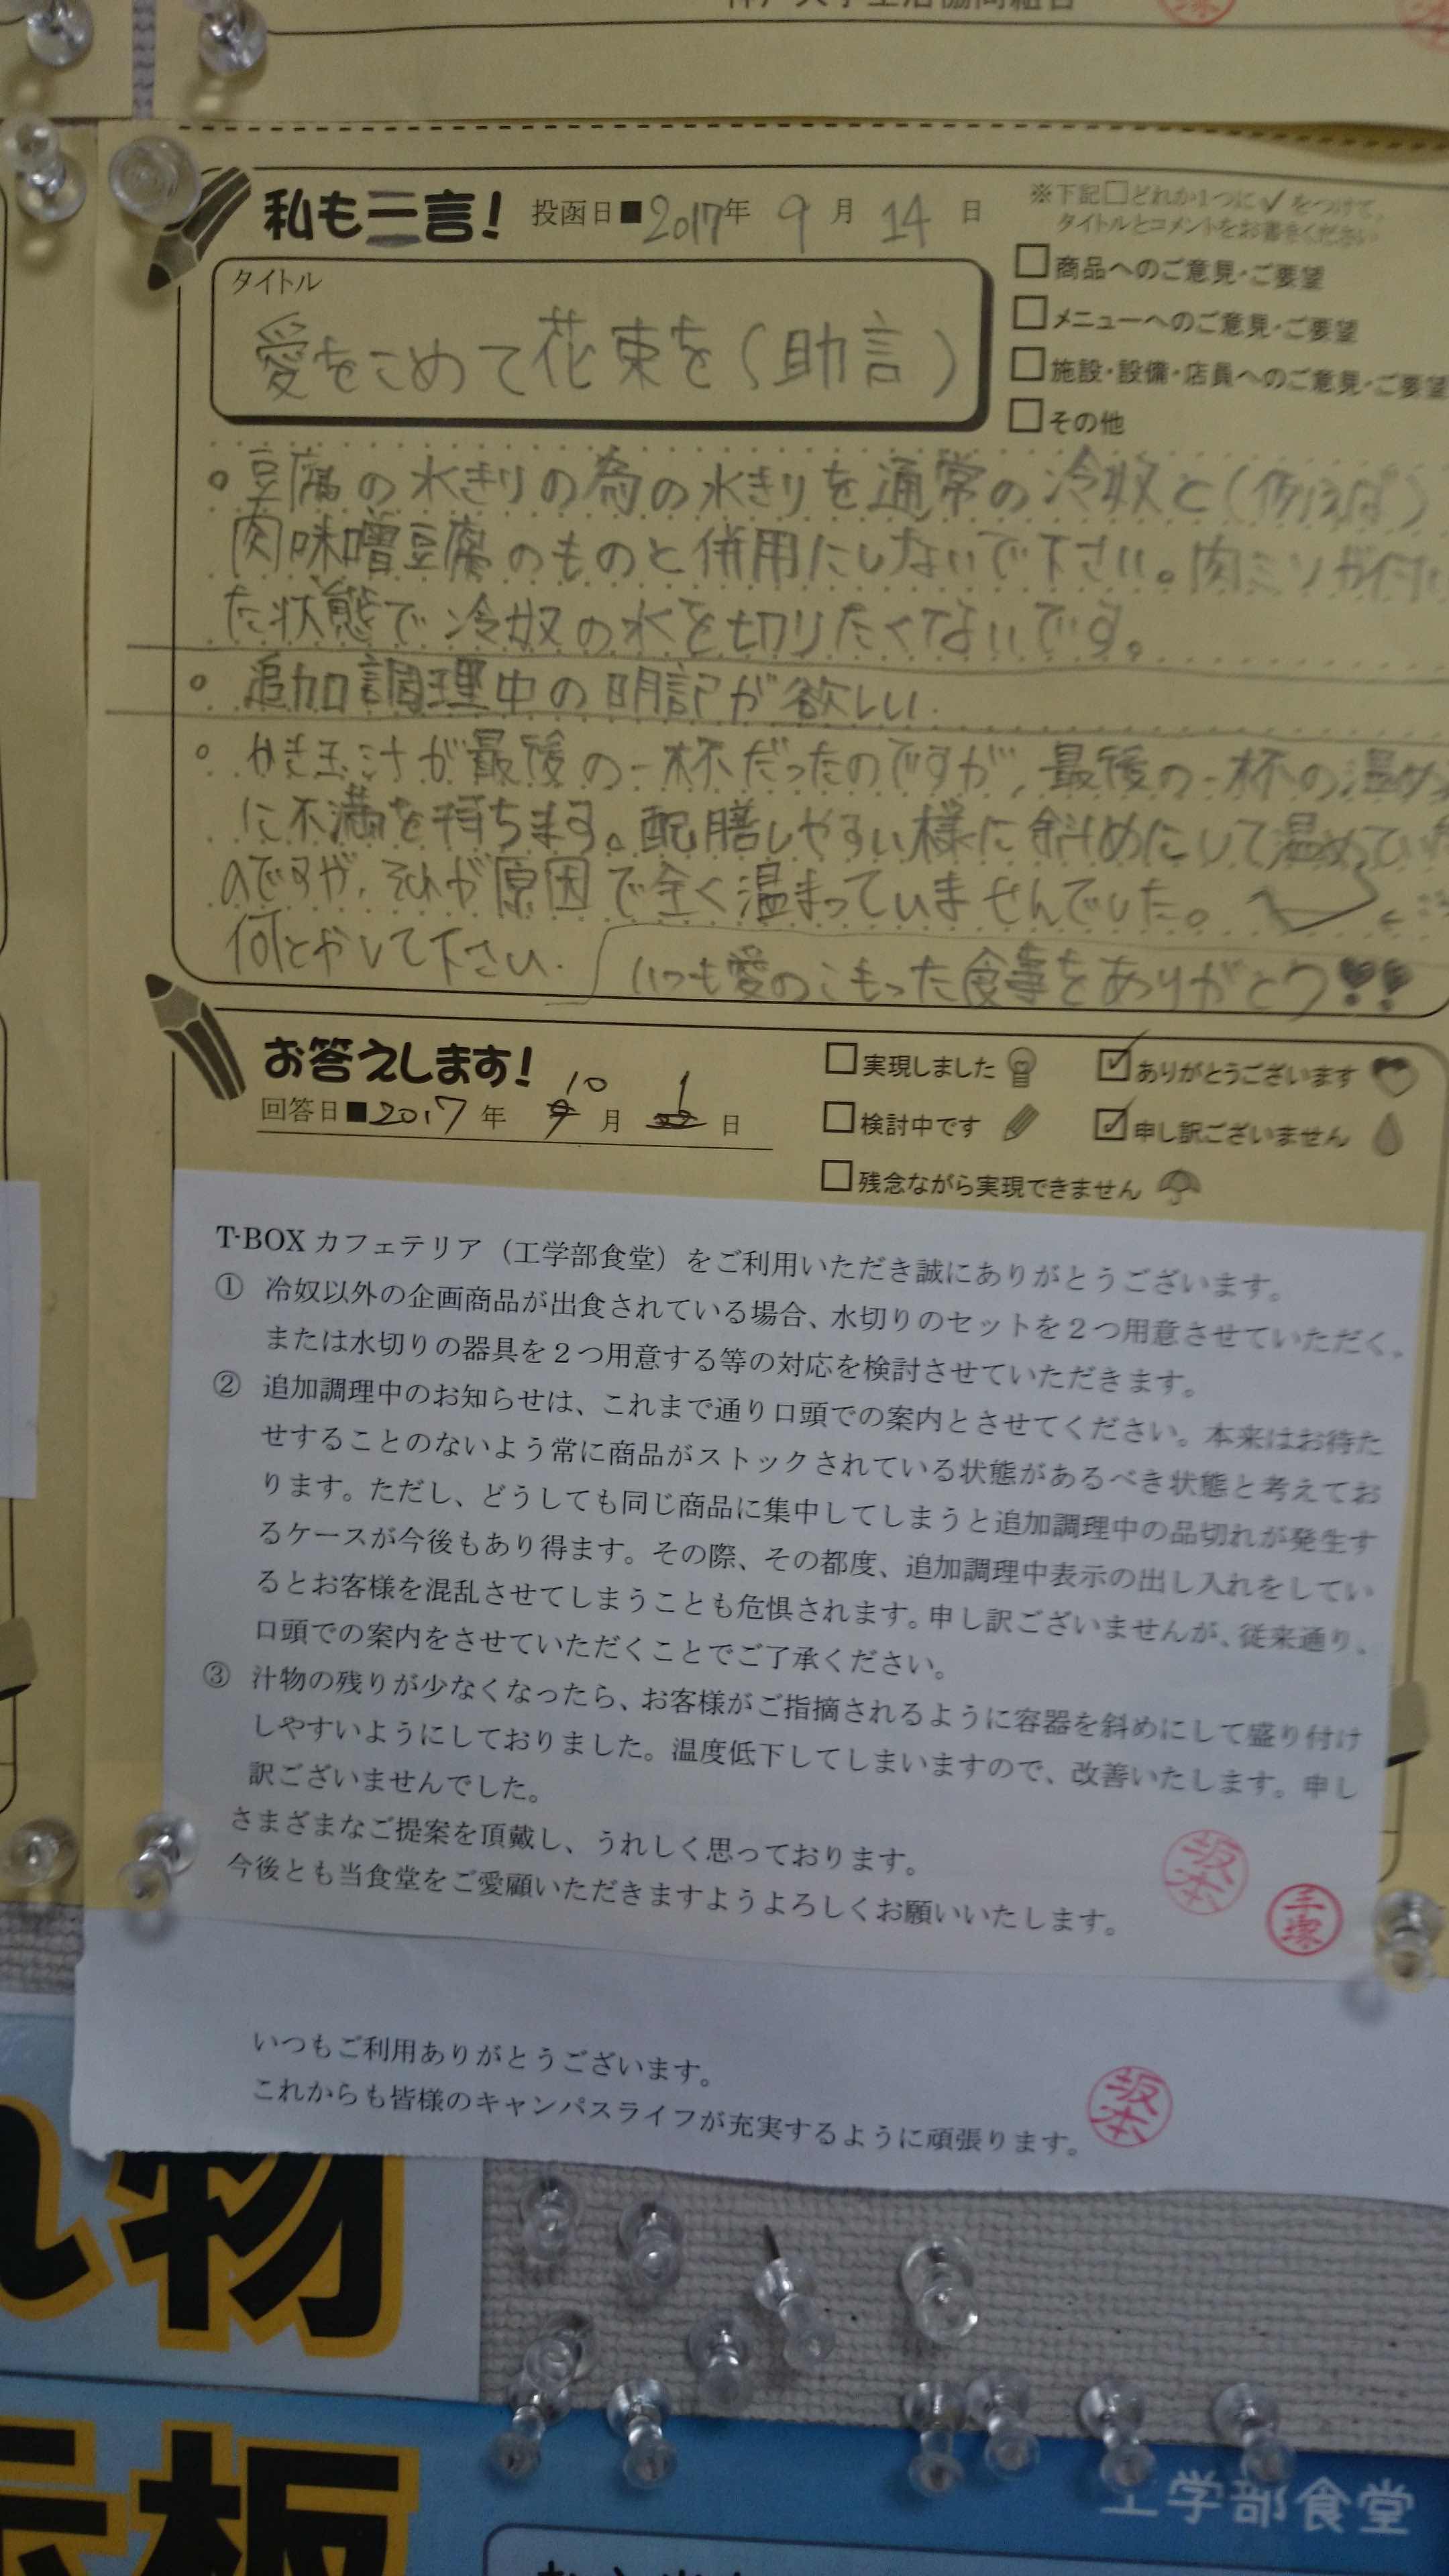 私も三言!
投函日■2017年 9月 14日
※下記□どれか1つに✓をつけて、
タイトルとコメントをお書きください
タイトル
愛をこめて花束を(助言)
□商品へのご意見・ご要望
□メニューへのご意見・ご要望
□施設・設備・店員へのご意見・ご要望
□その他
○豆腐の水きりの為の水きりを通常の冷奴と(例えば)
肉味噌豆腐のものと併用にしないで下さい。肉ミソが付い
た状態で冷奴の水を切りたくないです。
○追加調理中の明記が欲しい.
○かき玉汁が最後の一杯だったのですが、最後の一杯の温め
に不満を持ちます。配膳しやすい様に斜めにして温めてい
のですが、それが原因で全く温まっていませんでした。
何とかして下さい.
いつも愛のこもった食事をありがとう!!
お答えします!
回答日■2017年 10月 1日
□実現しました
☑ありがとうございます
□検討中です
☑申し訳ございません
□残念ながら実現できません
T-BOX カフェテリア（工学部食堂）をご利用いただき誠にありがとうございます。
① 冷奴以外の企画商品が出食されている場合、水切りのセットを２つ用意させていただく。
または水切りの器具を２つ用意する等の対応を検討させていただきます。
② 追加調理中のお知らせは、これまで通り口頭での案内とさせてください。本来はお待た
せすることのないよう常に商品がストックされている状態があるべき状態と考えてお
ります。ただし、どうしても同じ商品に集中してしまうと追加調理中の品切れが発生す
るケースが今後もあり得ます。その際、その都度、追加調理中表示の出し入れをしてい
るとお客様を混乱させてしまうことも危惧されます。申し訳ございませんが、従来通り、
口頭での案内をさせていただくことでご了承ください。
③ 汁物の残りが少なくなったら、お客様がご指摘されるように容器を斜めにして盛り付け
しやすいようにしておりました。温度低下してしまいますので、改善いたします。申し
訳ございませんでした。
さまざまなご提案を頂戴し、うれしく思っております。
今後とも当食堂をご愛顧いただきますようよろしくお願いいたします。
坂本
いつもご利用ありがとうございます。
これからも皆様のキャンパスライフが充実するように頑張ります。
坂本
れ物
示板
工学部食堂